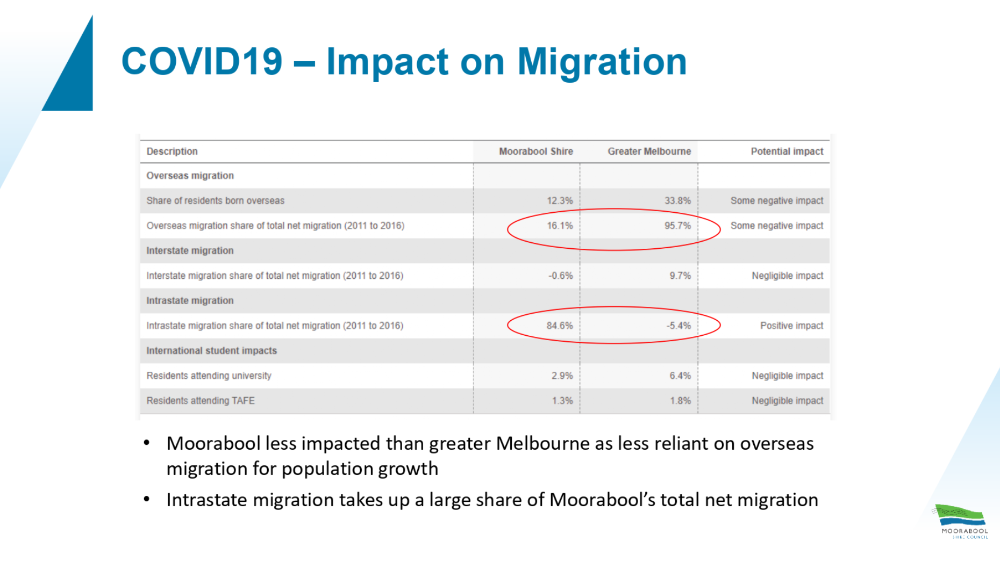 COVID19 – Impact on Migration
Description Moorabool Shire Greater Melbourne Potential impact
Overseas migration
Share of residents born overseas 12.3% 33.8% Some negative impact
Overseas migration share of total net migration (2011 to 2016) 16.1% 95.7% Some negative impact
Interstate migration
Interstate migration share of total net migration (2011 to 2016) -0.6% 9.7% Negligible impact
Intrastate migration
Intrastate migration share of total net migration (2011 to 2016) 84.6% -5.4% Positive impact
International student impacts
Residents attending university 2.9% 6.4% Negligible impact
Residents attending TAFE 1.3% 1.8% Negligible impact
• Moorabool less impacted than greater Melbourne as less reliant on overseas
migration for population growth
• Intrastate migration takes up a large share of Moorabool’s total net migration
MOORABOOL
SHIRE COUNCIL